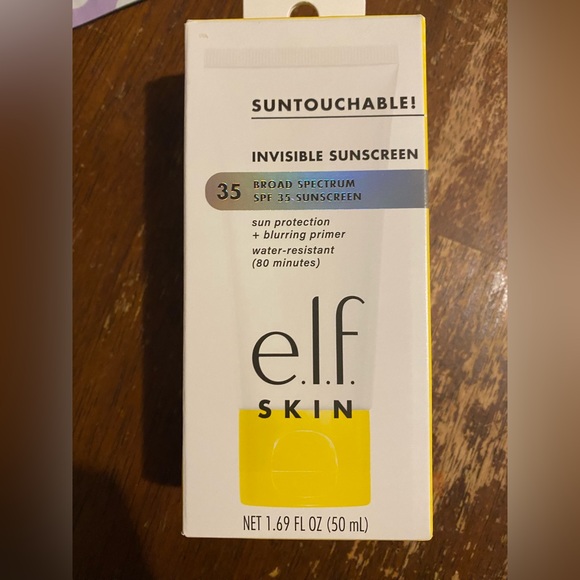 SUNTOUCHABLE!
INVISIBLE SUNSCREEN
35 BROAD SPECTRUM
SPF 35 SUNSCREEN
sun protection
+ blurring primer
water-resistant
(80 minutes)
e.l.f.
SKIN
NET 1.69 FL OZ (50 mL)